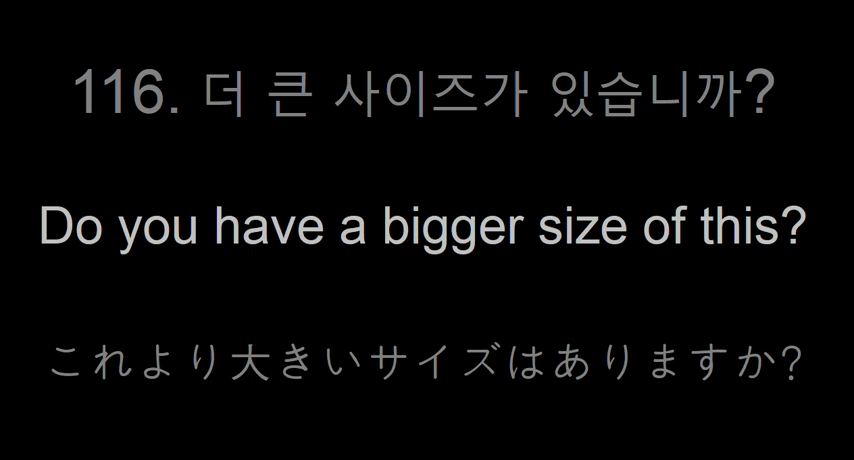 116. 더 큰 사이즈가 있습니까?
Do you have a bigger size of this?
これより大きいサイズはありますか?